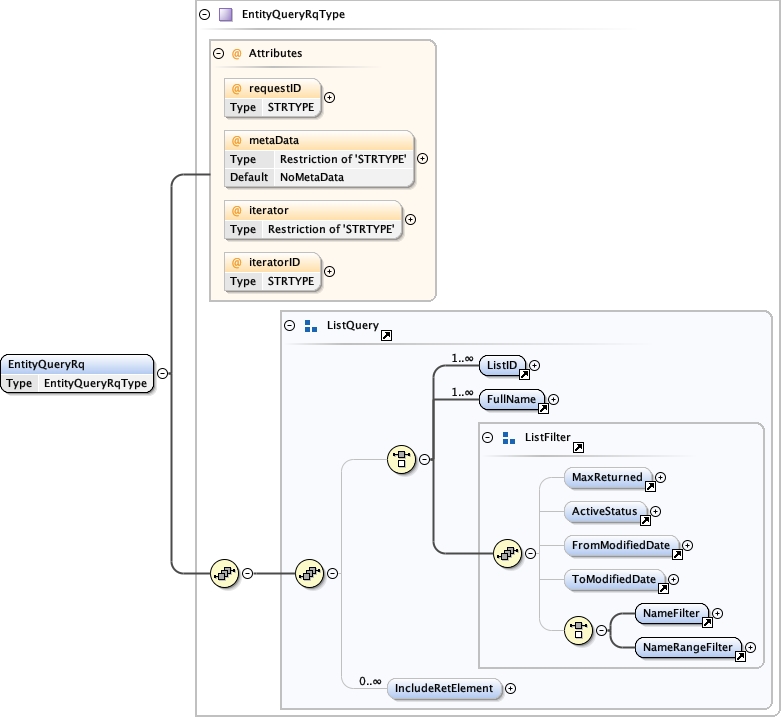 EntityQueryRqType
@ Attributes
@ requestID
Type STRTYPE
@ metaData
Type Restriction of 'STRTYPE'
Default NoMetaData
@ iterator
Type Restriction of 'STRTYPE'
@ iteratorID
Type STRTYPE
EntityQueryRq
Type EntityQueryRqType
ListQuery
1..∞ ListID
1..∞ FullName
ListFilter
MaxReturned
ActiveStatus
FromModifiedDate
ToModifiedDate
NameFilter
NameRangeFilter
0..∞ IncludeRetElement